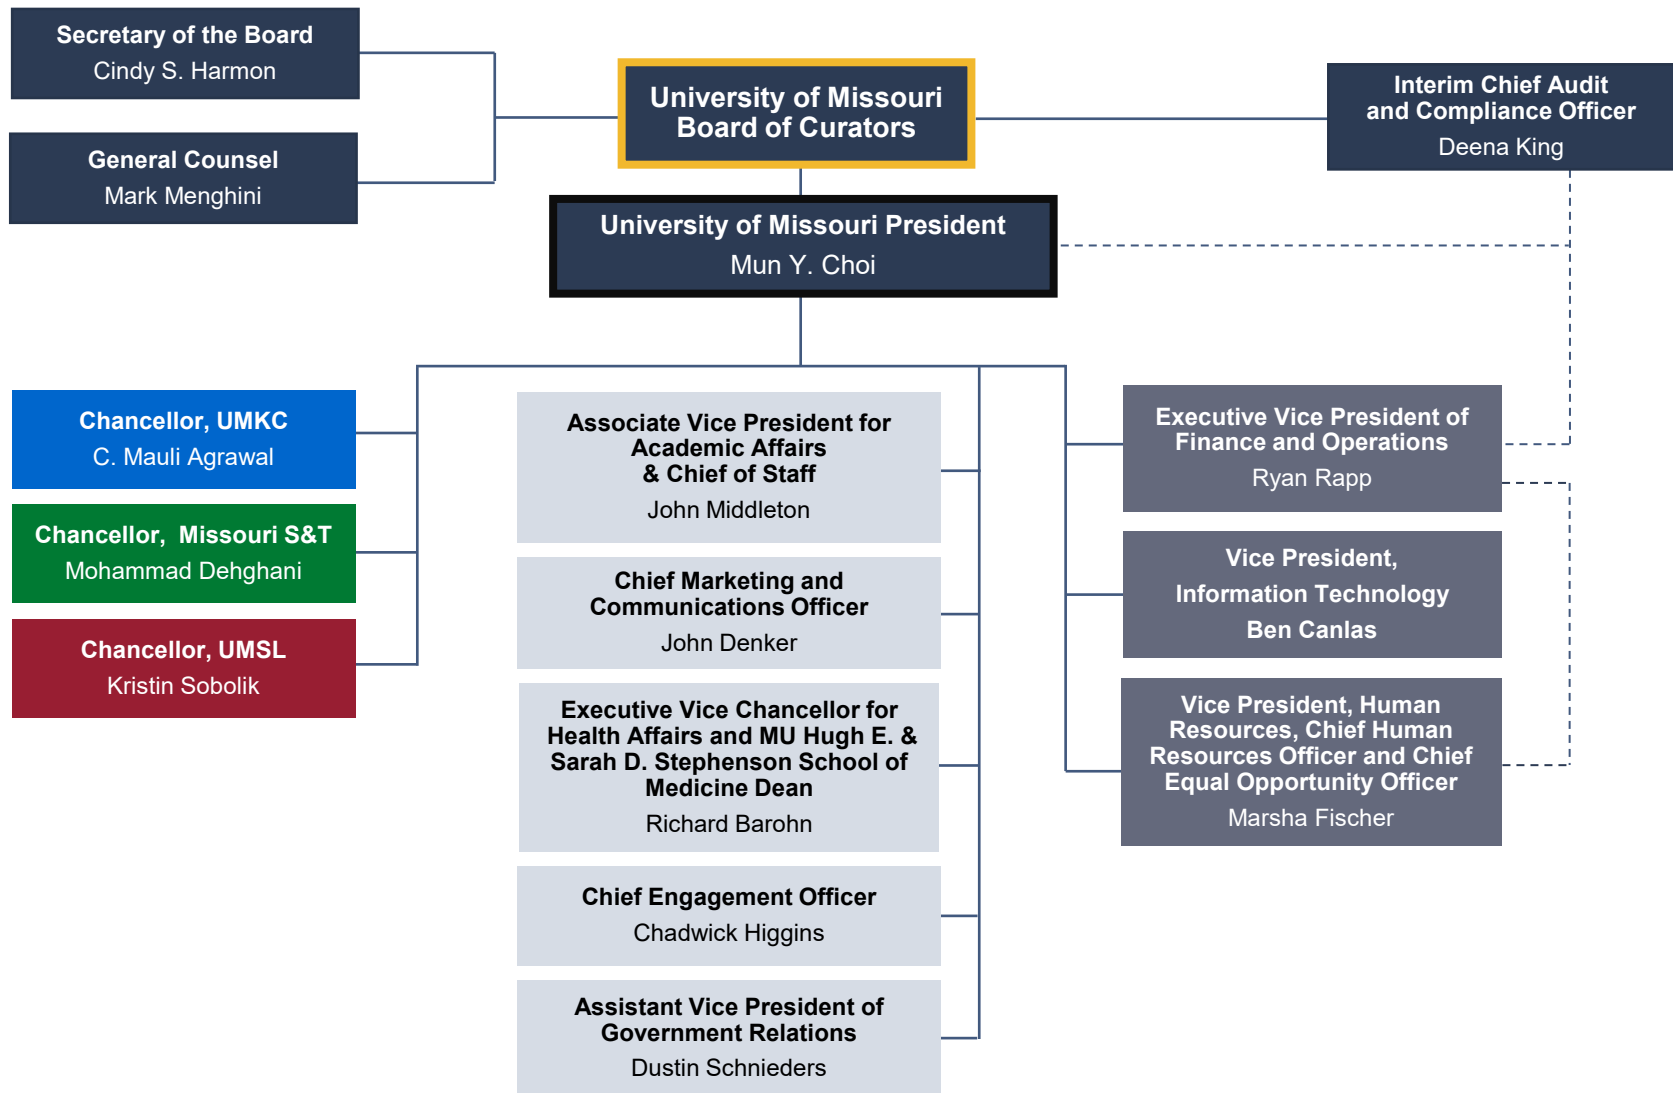 Secretary of the Board
Cindy S. Harmon
General Counsel
Mark Menghini
University of Missouri
Board of Curators
Interim Chief Audit
and Compliance Officer
Deena King
University of Missouri President
Mun Y. Choi
Chancellor, UMKC
C. Mauli Agrawal
Chancellor,  Missouri S&T
Mohammad Dehghani
Chancellor, UMSL
Kristin Sobolik
Associate Vice President for
Academic Affairs
& Chief of Staff
John Middleton
Chief Marketing and
Communications Officer
John Denker
Executive Vice Chancellor for
Health Affairs and MU Hugh E. &
Sarah D. Stephenson School of
Medicine Dean
Richard Barohn
Chief Engagement Officer
Chadwick Higgins
Assistant Vice President of
Government Relations
Dustin Schnieders
Executive Vice President of
Finance and Operations
Ryan Rapp
Vice President,
Information Technology
Ben Canlas
Vice President, Human
Resources, Chief Human
Resources Officer and Chief
Equal Opportunity Officer
Marsha Fischer